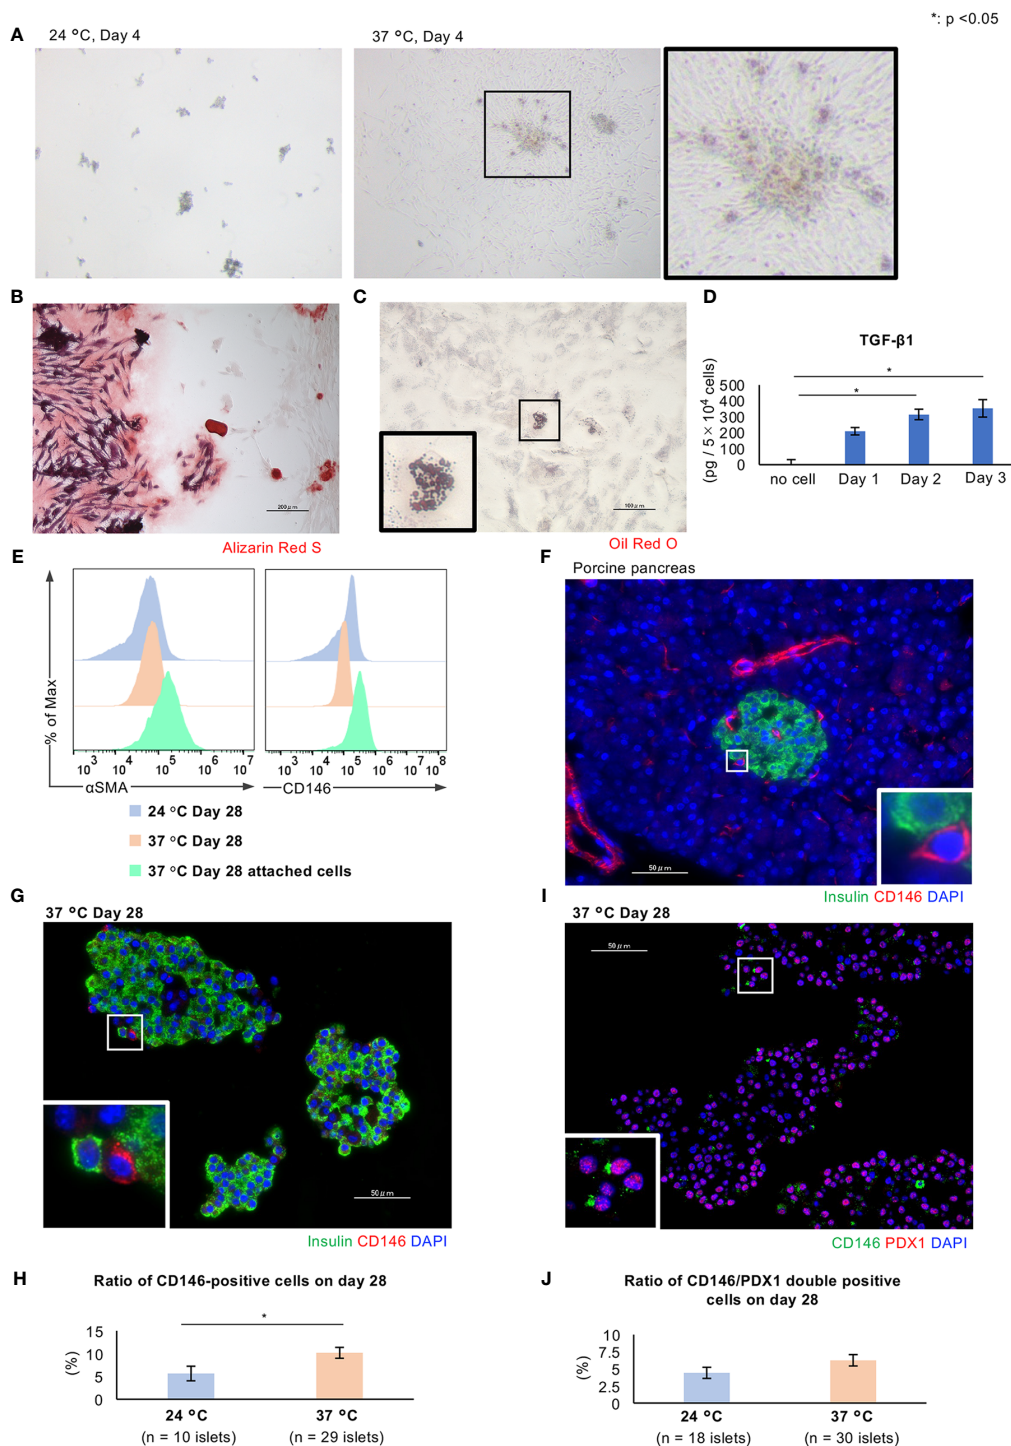 *: p <0.05
A
24 °C, Day 4
37 °C, Day 4
B
200μm
Alizarin Red S
C
100μm
Oil Red O
D
TGF-β1
(pg / 5 × 10⁴ cells)
500
400
300
200
100
0
*
*
no cell Day 1 Day 2 Day 3
E
% of Max
10³ 10⁴ 10⁵ 10⁶ 10⁷
αSMA
10³ 10⁴ 10⁵ 10⁶ 10⁷ 10⁸
CD146
24 °C Day 28
37 °C Day 28
37 °C Day 28 attached cells
F
Porcine pancreas
50μm
Insulin CD146 DAPI
G
37 °C Day 28
50μm
Insulin CD146 DAPI
I
37 °C Day 28
50μm
CD146 PDX1 DAPI
H
Ratio of CD146-positive cells on day 28
*
(%)
15
10
5
0
24 °C 37 °C
(n = 10 islets) (n = 29 islets)
J
Ratio of CD146/PDX1 double positive
cells on day 28
(%)
10
7.5
5
2.5
0
24 °C 37 °C
(n = 18 islets) (n = 30 islets)